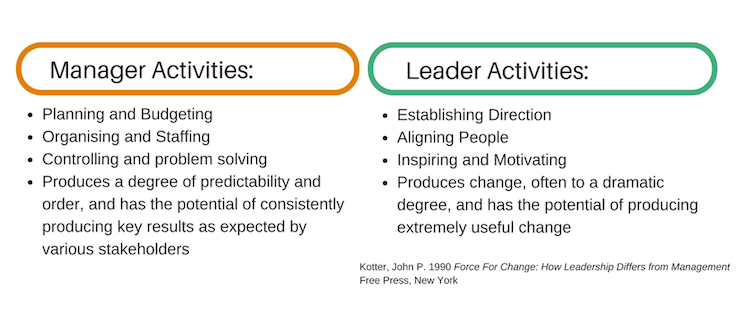 Manager Activities:
• Planning and Budgeting
• Organising and Staffing
• Controlling and problem solving
• Produces a degree of predictability and
order, and has the potential of consistently
producing key results as expected by
various stakeholders
Leader Activities:
• Establishing Direction
• Aligning People
• Inspiring and Motivating
• Produces change, often to a dramatic
degree, and has the potential of producing
extremely useful change
Kotter, John P. 1990 Force For Change: How Leadership Differs from Management
Free Press, New York